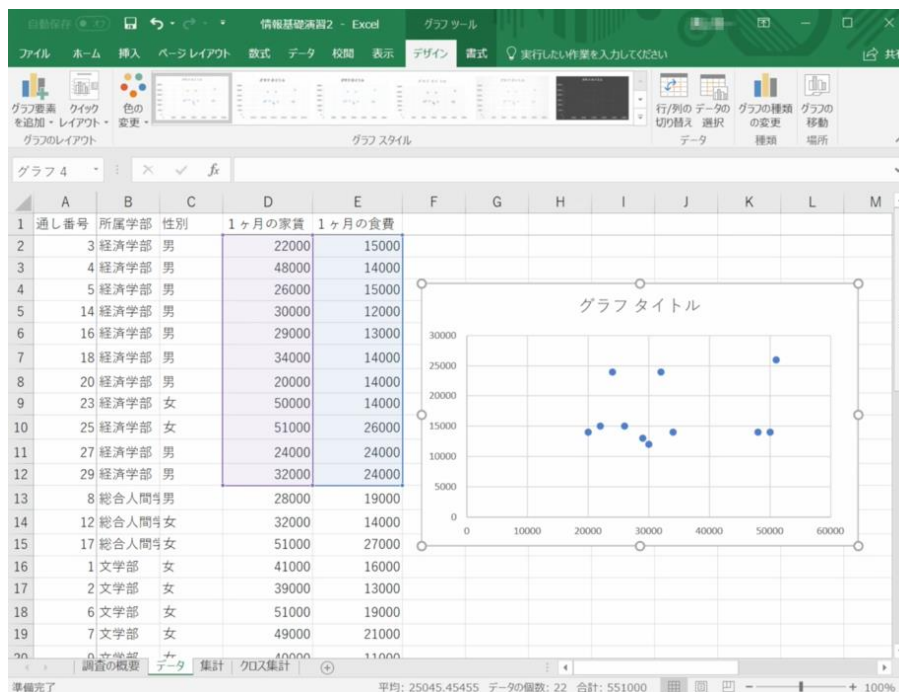 自動保存 オフ 情報基礎演習2 - Excel グラフ ツール
ファイル ホーム 挿入 ページ レイアウト 数式 データ 校閲 表示 デザイン 書式 実行したい作業を入力してください 共有
グラフ要素を追加 クイック レイアウト 色の変更 行/列の切り替え データの選択 グラフの種類の変更 グラフの移動
グラフのレイアウト グラフ スタイル データ 種類 場所
グラフ 4 fx
A B C D E F G H I J K L M
1 通し番号 所属学部 性別 1ヶ月の家賃 1ヶ月の食費
2 3 経済学部 男 22000 15000
3 4 経済学部 男 48000 14000
4 5 経済学部 男 26000 15000
5 14 経済学部 男 30000 12000
6 16 経済学部 男 29000 13000
7 18 経済学部 男 34000 14000
8 20 経済学部 男 20000 14000
9 23 経済学部 女 50000 14000
10 25 経済学部 女 51000 26000
11 27 経済学部 男 24000 24000
12 29 経済学部 男 32000 24000
13 8 総合人間学 男 28000 19000
14 12 総合人間学 女 32000 14000
15 17 総合人間学 女 51000 27000
16 1 文学部 女 41000 16000
17 2 文学部 女 39000 13000
18 6 文学部 女 51000 19000
19 7 文学部 女 49000 21000
20 9 文学部 女 40000 11000
グラフ タイトル
30000
25000
20000
15000
10000
5000
0
0 10000 20000 30000 40000 50000 60000
調査の概要 データ 集計 クロス集計
準備完了 平均: 25045.45455 データの個数: 22 合計: 551000 100%